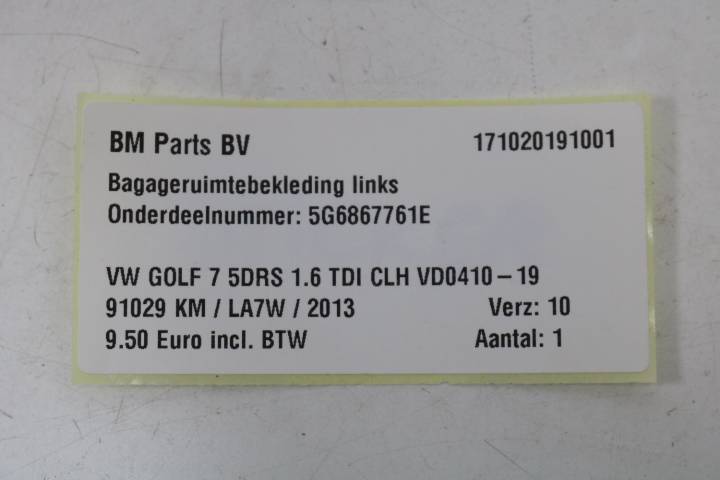 BM Parts BV 171020191001
Bagageruimtebekleding links
Onderdeelnummer: 5G6867761E
VW GOLF 7 5DRS 1.6 TDI CLH VD0410 – 19
91029 KM / LA7W / 2013 Verz: 10
9.50 Euro incl. BTW Aantal: 1